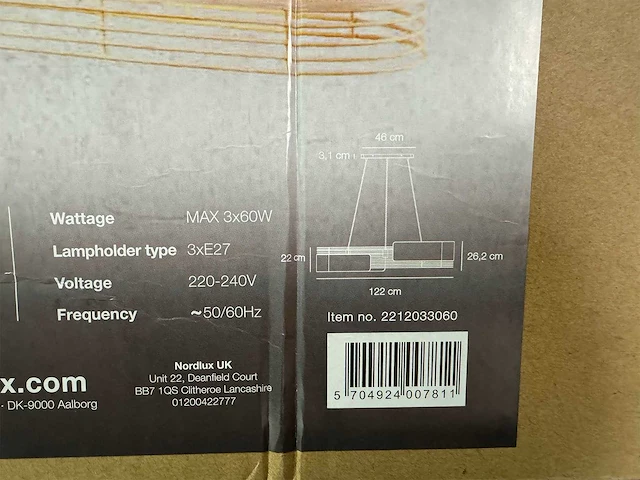 46 cm
3,1 cm
Wattage MAX 3x60W
Lampholder type 3xE27
22 cm
26,2 cm
Voltage 220-240V
122 cm
Frequency ~50/60Hz
Item no. 2212033060
Nordlux UK
Unit 22, Deanfield Court
BB7 1QS Clitheroe Lancashire
01200422777
x.com
· DK-9000 Aalborg
5 704924 007811